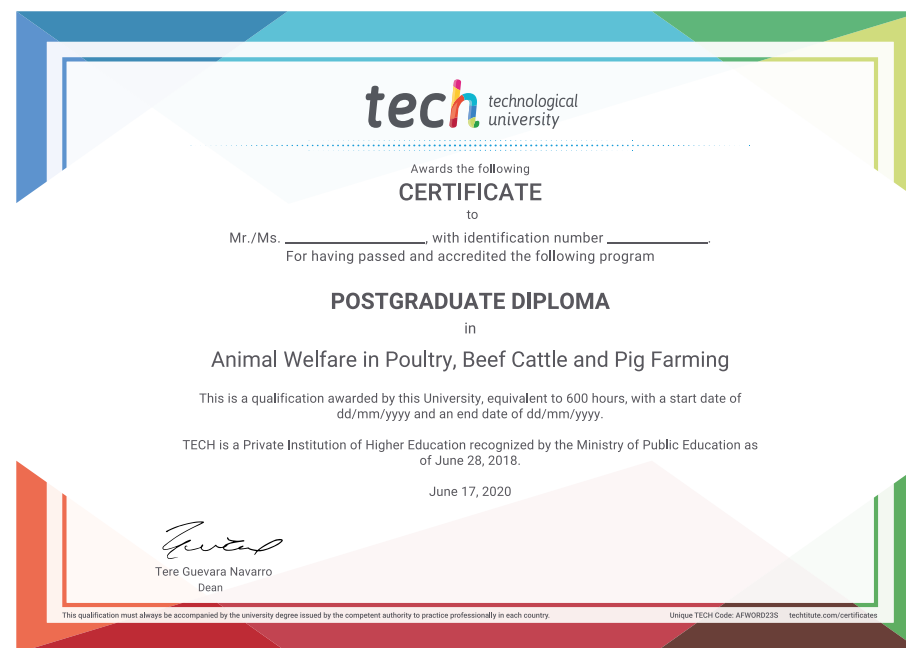 tech technological
university
Awards the following
CERTIFICATE
to
Mr./Ms. ____________________, with identification number ______________.
For having passed and accredited the following program
POSTGRADUATE DIPLOMA
in
Animal Welfare in Poultry, Beef Cattle and Pig Farming
This is a qualification awarded by this University, equivalent to 600 hours, with a start date of
dd/mm/yyyy and an end date of dd/mm/yyyy.
TECH is a Private Institution of Higher Education recognized by the Ministry of Public Education as
of June 28, 2018.
June 17, 2020
Tere Guevara Navarro
Dean
This qualification must always be accompanied by the university degree issued by the competent authority to practice professionally in each country. Unique TECH Code: AFWORD23S techtitute.com/certificates